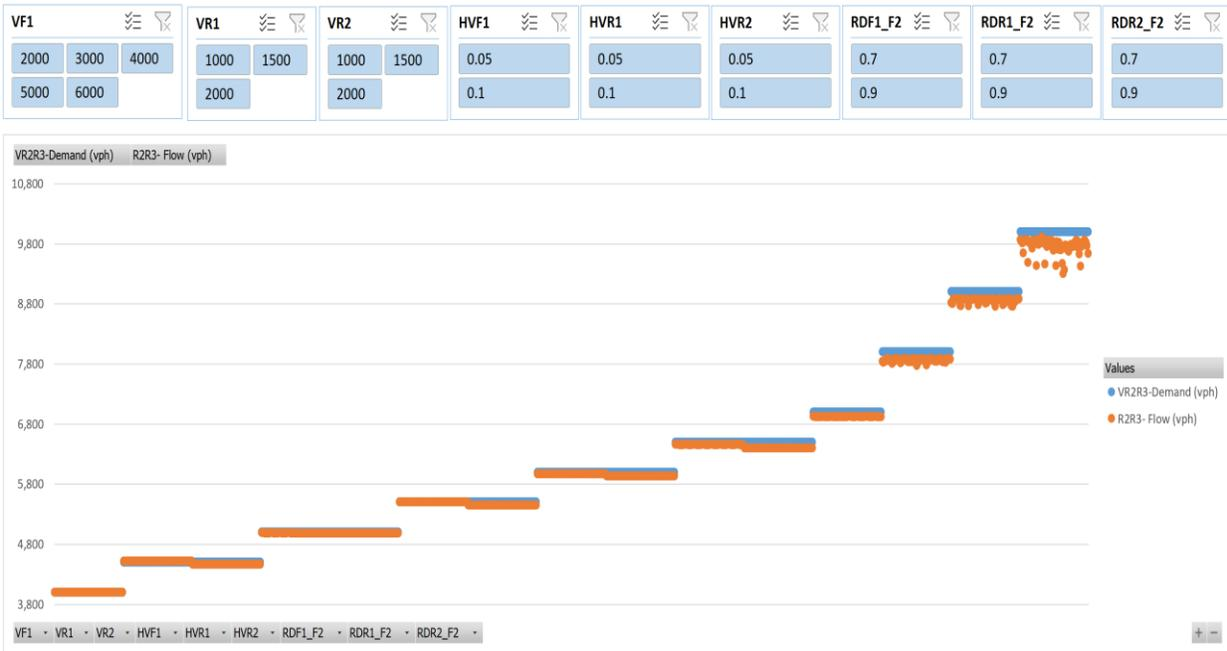 VF1 VR1 VR2 HVF1 HVR1 HVR2 RDF1_F2 RDR1_F2 RDR2_F2
2000 3000 4000 1000 1500 1000 1500 0.05 0.05 0.05 0.7 0.7 0.7
5000 6000 2000 2000 0.1 0.1 0.1 0.9 0.9 0.9
VR2R3-Demand (vph) R2R3- Flow (vph)
10,800
9,800
8,800
7,800
6,800
5,800
4,800
3,800
Values
VR2R3-Demand (vph)
R2R3- Flow (vph)
VF1 VR1 VR2 HVF1 HVR1 HVR2 RDF1_F2 RDR1_F2 RDR2_F2
+ −